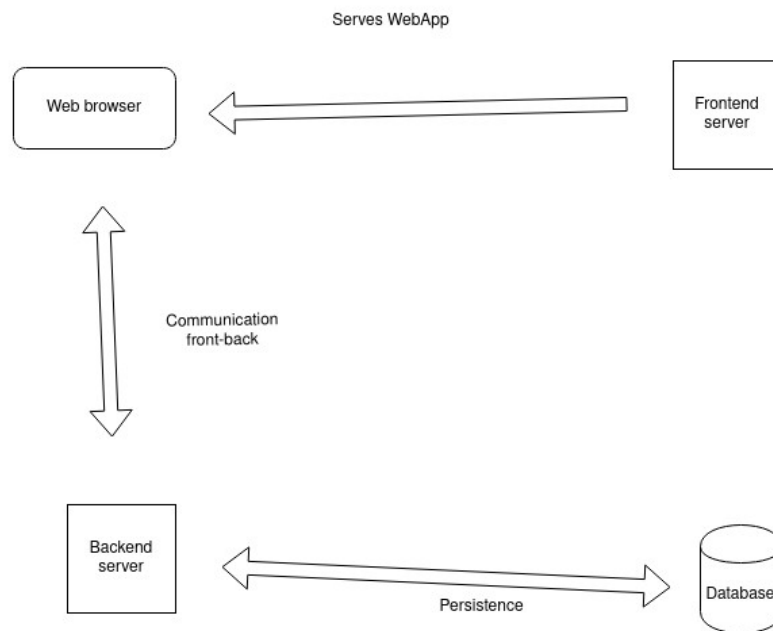 Serves WebApp
Web browser
Frontend
server
Communication
front-back
Backend
server
Database
Persistence